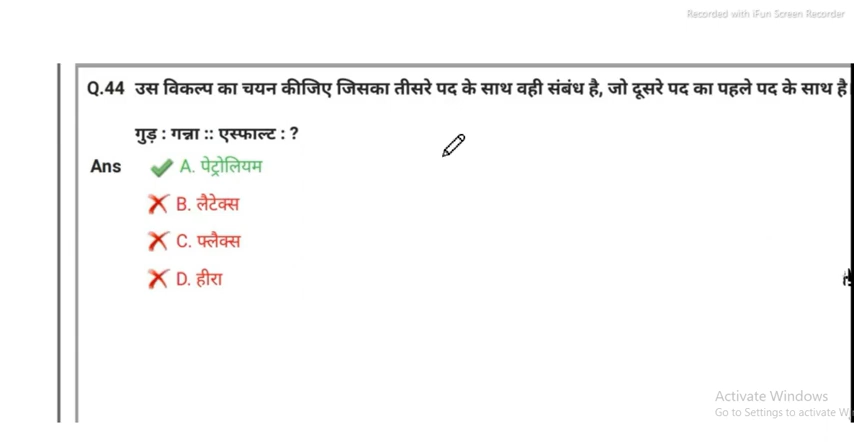 Recorded with iFun Screen Recorder
Q.44 उस विकल्प का चयन कीजिए जिसका तीसरे पद के साथ वही संबंध है, जो दूसरे पद का पहले पद के साथ है
गुड़ : गन्ना :: एस्फाल्ट : ?
Ans A. पेट्रोलियम
B. लैटेक्स
C. फ्लैक्स
D. हीरा
Activate Windows
Go to Settings to activate W